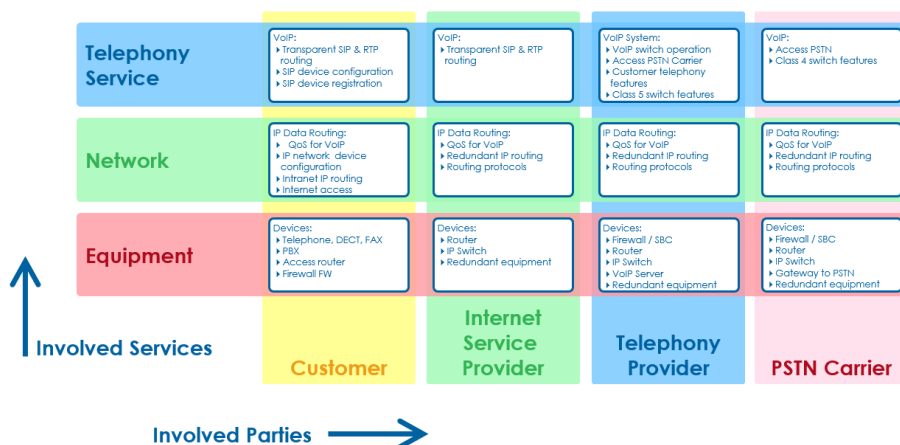 Telephony
Service
VoIP:
Transparent SIP & RTP
routing
SIP device configuration
SIP device registration
VoIP:
Transparent SIP & RTP
routing
VoIP System:
VoIP switch operation
Access PSTN Carrier
Customer telephony
features
Class 5 switch features
VoIP:
Access PSTN
Class 4 switch features
Network
IP Data Routing:
QoS for VoIP
IP network device
configuration
Intranet IP routing
Internet access
IP Data Routing:
QoS for VoIP
Redundant IP routing
Routing protocols
IP Data Routing:
QoS for VoIP
Redundant IP routing
Routing protocols
IP Data Routing:
QoS for VoIP
Redundant IP routing
Routing protocols
Equipment
Devices:
Telephone, DECT, FAX
PBX
Access router
Firewall FW
Devices:
Router
IP Switch
Redundant equipment
Devices:
Firewall / SBC
Router
IP Switch
VoIP Server
Redundant equipment
Devices:
Firewall / SBC
Router
IP Switch
Gateway to PSTN
Redundant equipment
Involved Services
Customer
Internet
Service
Provider
Telephony
Provider
PSTN Carrier
Involved Parties